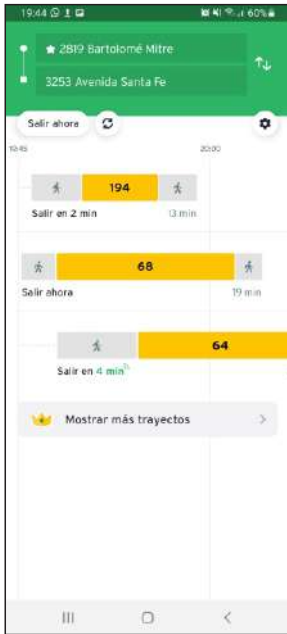 19:44 60%
2819 Bartolomé Mitre
3253 Avenida Santa Fe
Salir ahora
19:45 20:00
194
Salir en 2 min 13 min
68
Salir ahora 19 min
64
Salir en 4 min
Mostrar más trayectos